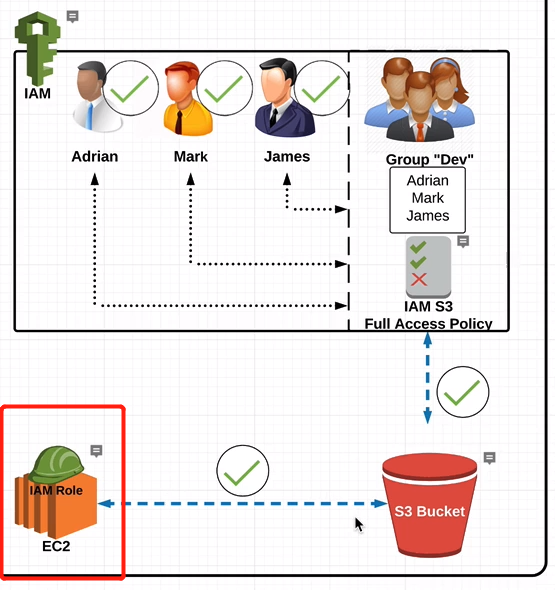 IAM
Adrian
Mark
James
Group "Dev"
Adrian
Mark
James
IAM S3
Full Access Policy
IAM Role
EC2
S3 Bucket